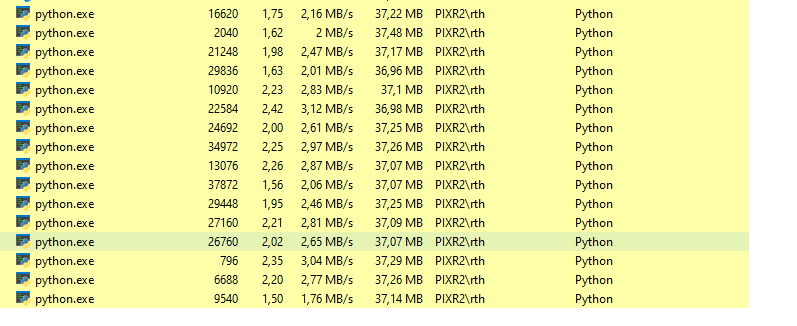 python.exe 16620 1,75 2,16 MB/s 37,22 MB PIXR2\rth Python
python.exe 2040 1,62 2 MB/s 37,48 MB PIXR2\rth Python
python.exe 21248 1,98 2,47 MB/s 37,17 MB PIXR2\rth Python
python.exe 29836 1,63 2,01 MB/s 36,96 MB PIXR2\rth Python
python.exe 10920 2,23 2,83 MB/s 37,1 MB PIXR2\rth Python
python.exe 22584 2,42 3,12 MB/s 36,98 MB PIXR2\rth Python
python.exe 24692 2,00 2,61 MB/s 37,25 MB PIXR2\rth Python
python.exe 34972 2,25 2,97 MB/s 37,26 MB PIXR2\rth Python
python.exe 13076 2,26 2,87 MB/s 37,07 MB PIXR2\rth Python
python.exe 37872 1,56 2,06 MB/s 37,07 MB PIXR2\rth Python
python.exe 29448 1,95 2,46 MB/s 37,25 MB PIXR2\rth Python
python.exe 27160 2,21 2,81 MB/s 37,09 MB PIXR2\rth Python
python.exe 26760 2,02 2,65 MB/s 37,07 MB PIXR2\rth Python
python.exe 796 2,35 3,04 MB/s 37,29 MB PIXR2\rth Python
python.exe 6688 2,20 2,77 MB/s 37,26 MB PIXR2\rth Python
python.exe 9540 1,50 1,76 MB/s 37,14 MB PIXR2\rth Python